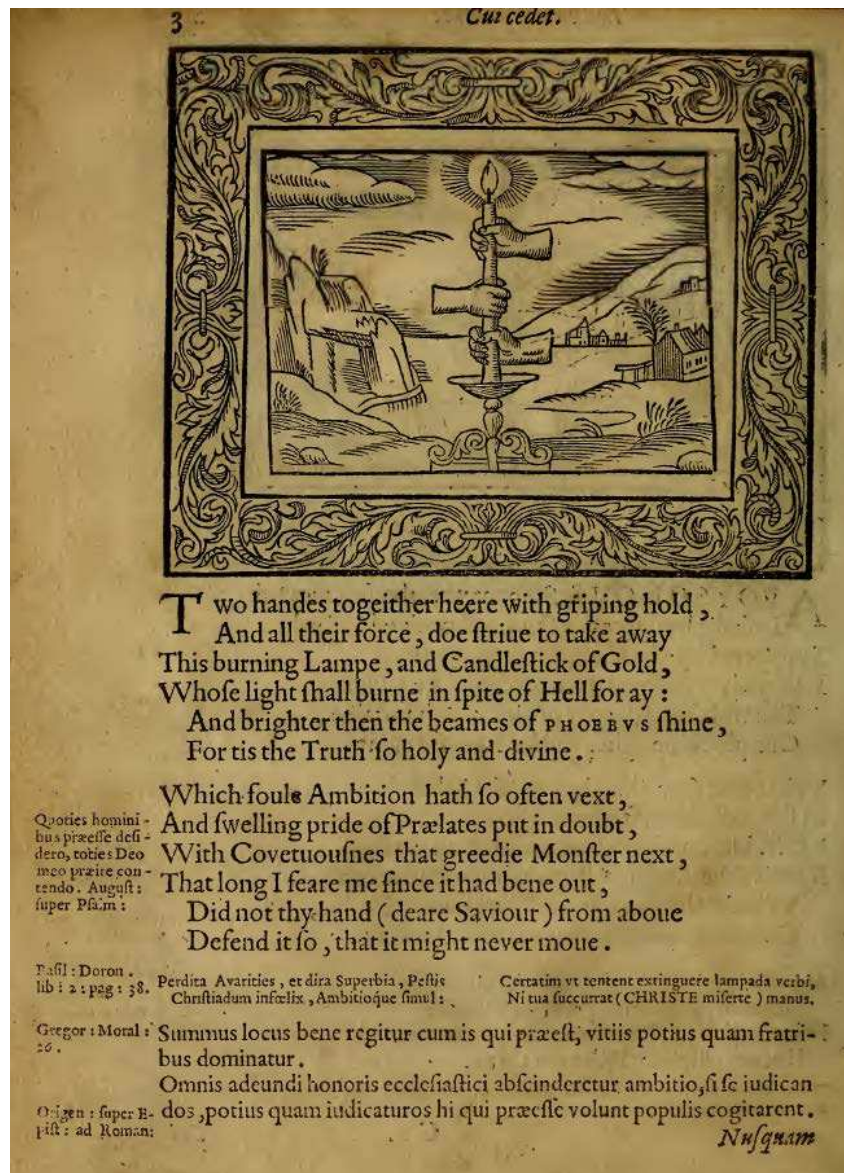 3
Cui cedet.
Two handes togeither heere with griping hold,
And all their force, doe ſtriue to take away
This burning Lampe, and Candleſtick of Gold,
Whoſe light ſhall burne in ſpite of Hell for ay:
And brighter then the beames of PHOEBVS ſhine,
For tis the Truth ſo holy and divine.
Which foule Ambition hath ſo often vext,
And ſwelling pride of Prælates put in doubt,
With Covetuouſnes that greedie Monſter next,
That long I feare me ſince it had bene out,
Did not thy hand (deare Saviour) from aboue
Defend it ſo, that it might never moue.
Quoties homini-
bus præeſſe deſi-
dero, toties Deo
meo præire con-
tendo. Auguſt:
ſuper Pſalm:
Baſil: Doron.
lib: 2: pag: 38.
Perdita Avarities, et dira Superbia, Peſtis
Chriſtiadum infœlix, Ambitioque ſimul:
Certatim vt tentent extinguere lampada verbi,
Ni tua ſuccurrat (CHRISTE miſerte) manus.
Gregor: Moral:
26.
Summus locus bene regitur cum is qui præeſt, vitiis potius quam fratri-
bus dominatur.
Omnis adeundi honoris eccleſiaſtici abſcinderetur ambitio, ſi ſe iudican
dos, potius quam iudicaturos hi qui præeſſe volunt populis cogitarent.
Origen: ſuper E-
piſt: ad Roman:
Nuſquam